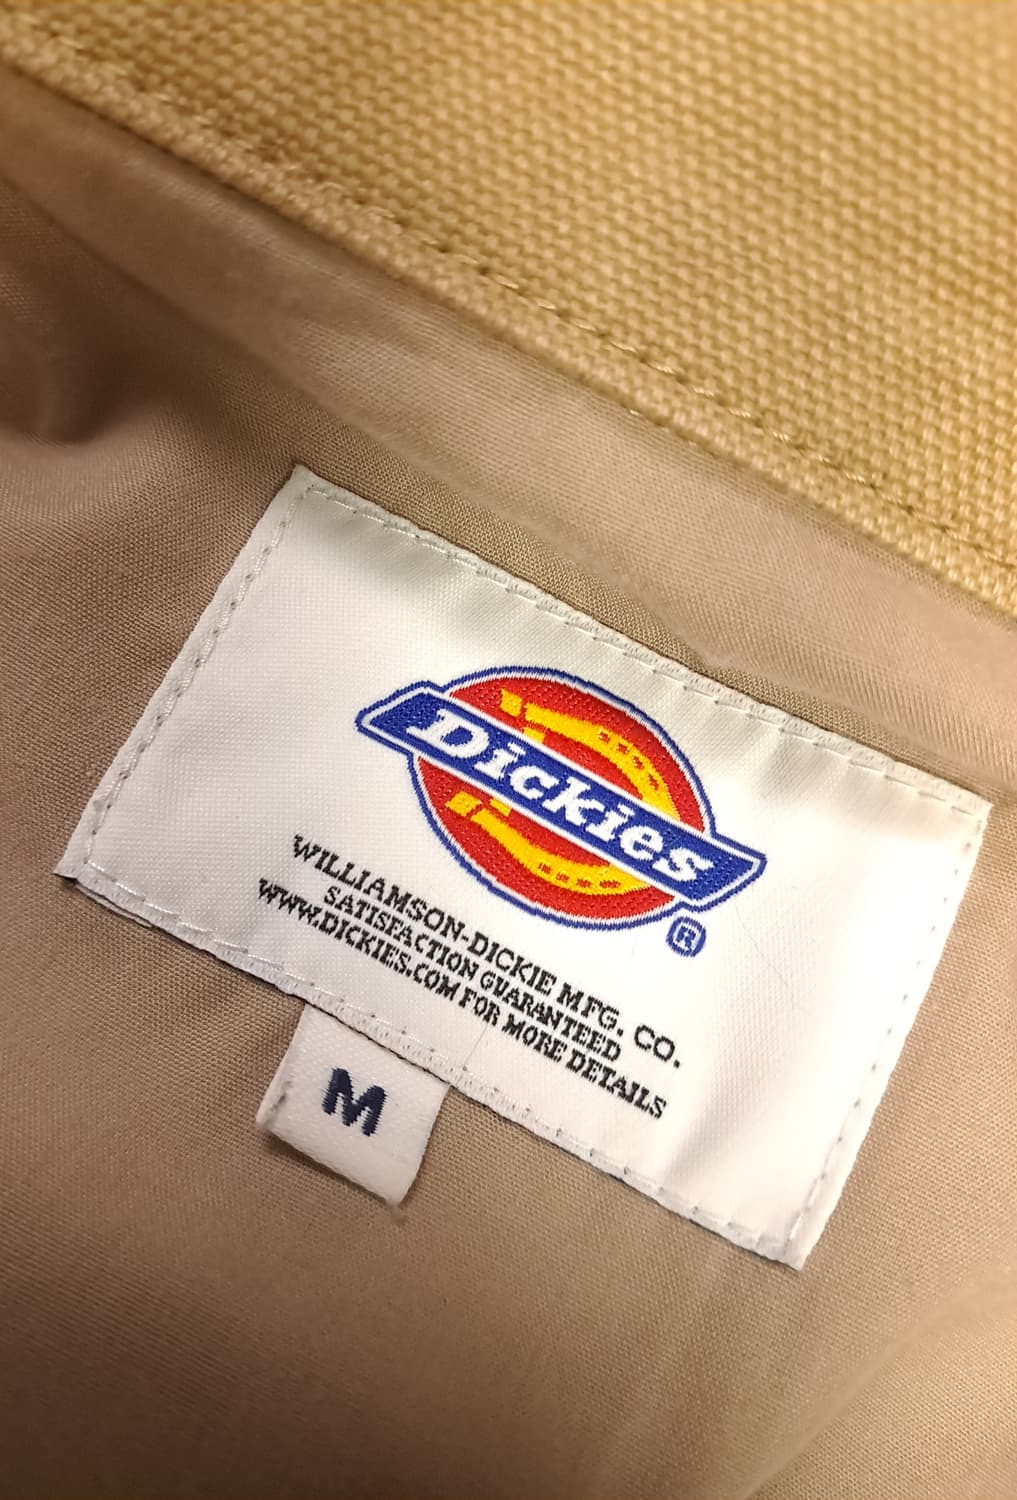 Dickies
®
WILLIAMSON-DICKIE MFG. CO.
SATISFACTION GUARANTEED
WWW.DICKIES.COM FOR MORE DETAILS
M